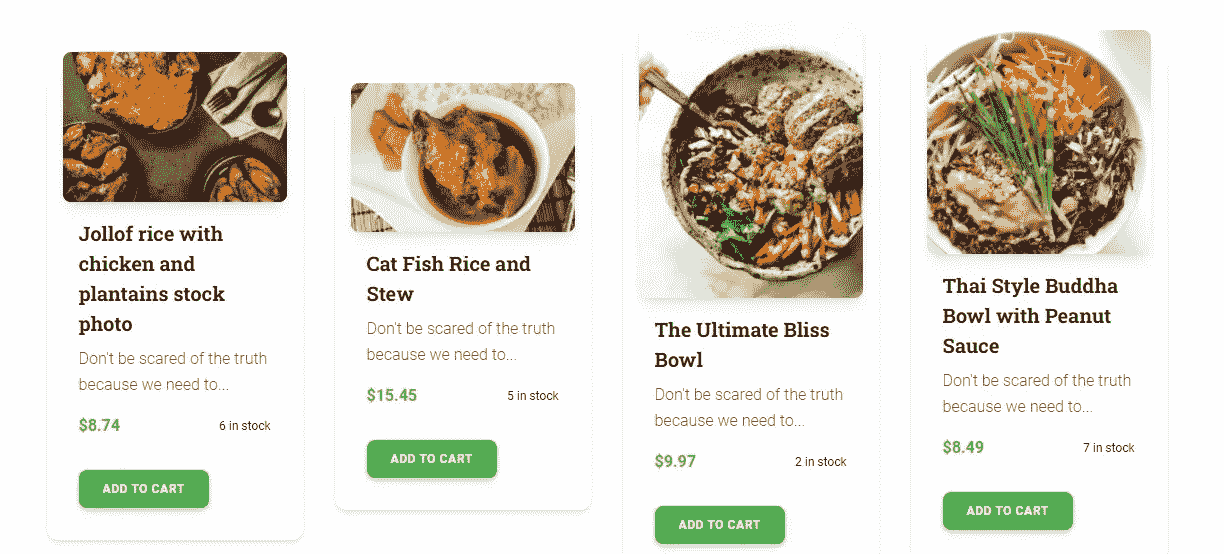 Jollof rice with
chicken and
plantains stock
photo
Don't be scared of the truth
because we need to...
$8.74
6 in stock
ADD TO CART
Cat Fish Rice and
Stew
Don't be scared of the truth
because we need to...
$15.45
5 in stock
ADD TO CART
The Ultimate Bliss
Bowl
Don't be scared of the truth
because we need to...
$9.97
2 in stock
ADD TO CART
Thai Style Buddha
Bowl with Peanut
Sauce
Don't be scared of the truth
because we need to...
$8.49
7 in stock
ADD TO CART